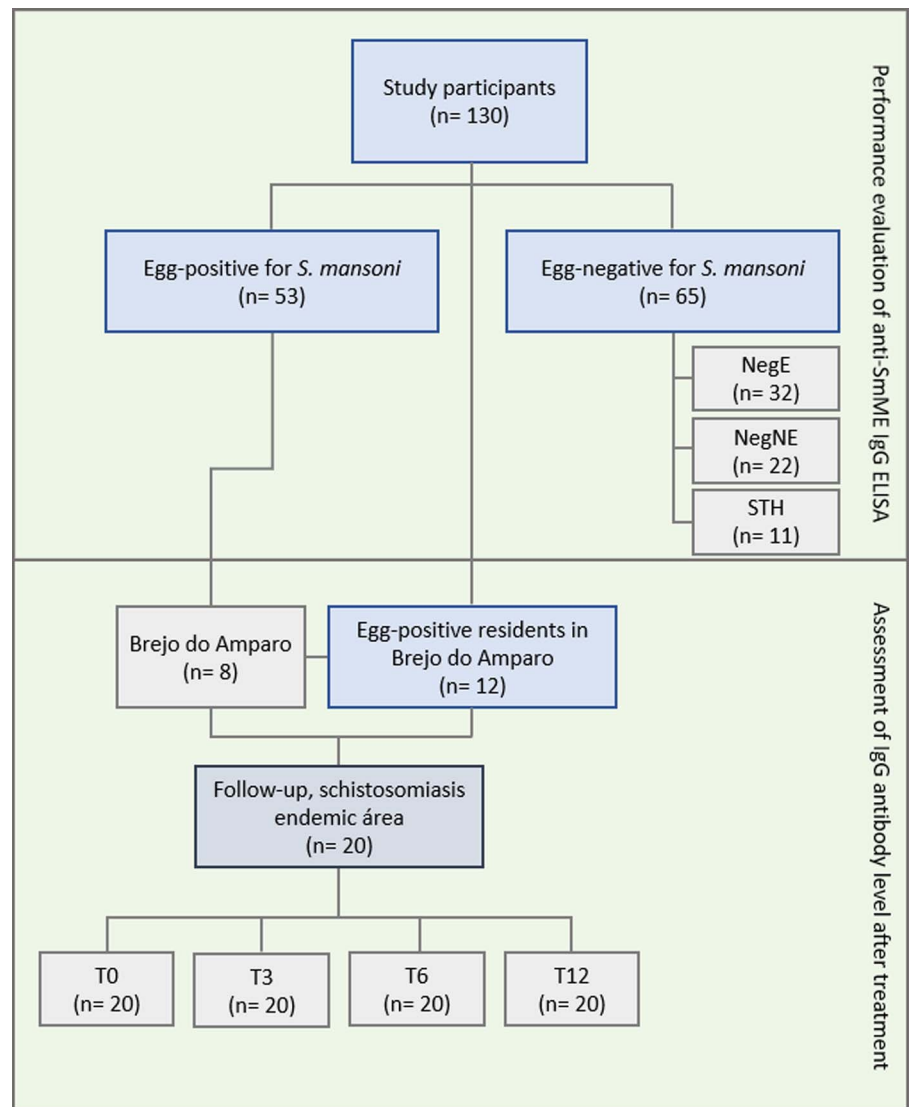 Study participants
(n= 130)
Egg-positive for S. mansoni
(n= 53)
Egg-negative for S. mansoni
(n= 65)
NegE
(n= 32)
NegNE
(n= 22)
STH
(n= 11)
Performance evaluation of anti-SmME IgG ELISA
Brejo do Amparo
(n= 8)
Egg-positive residents in
Brejo do Amparo
(n= 12)
Follow-up, schistosomiasis
endemic área
(n= 20)
T0
(n= 20)
T3
(n= 20)
T6
(n= 20)
T12
(n= 20)
Assessment of IgG antibody level after treatment